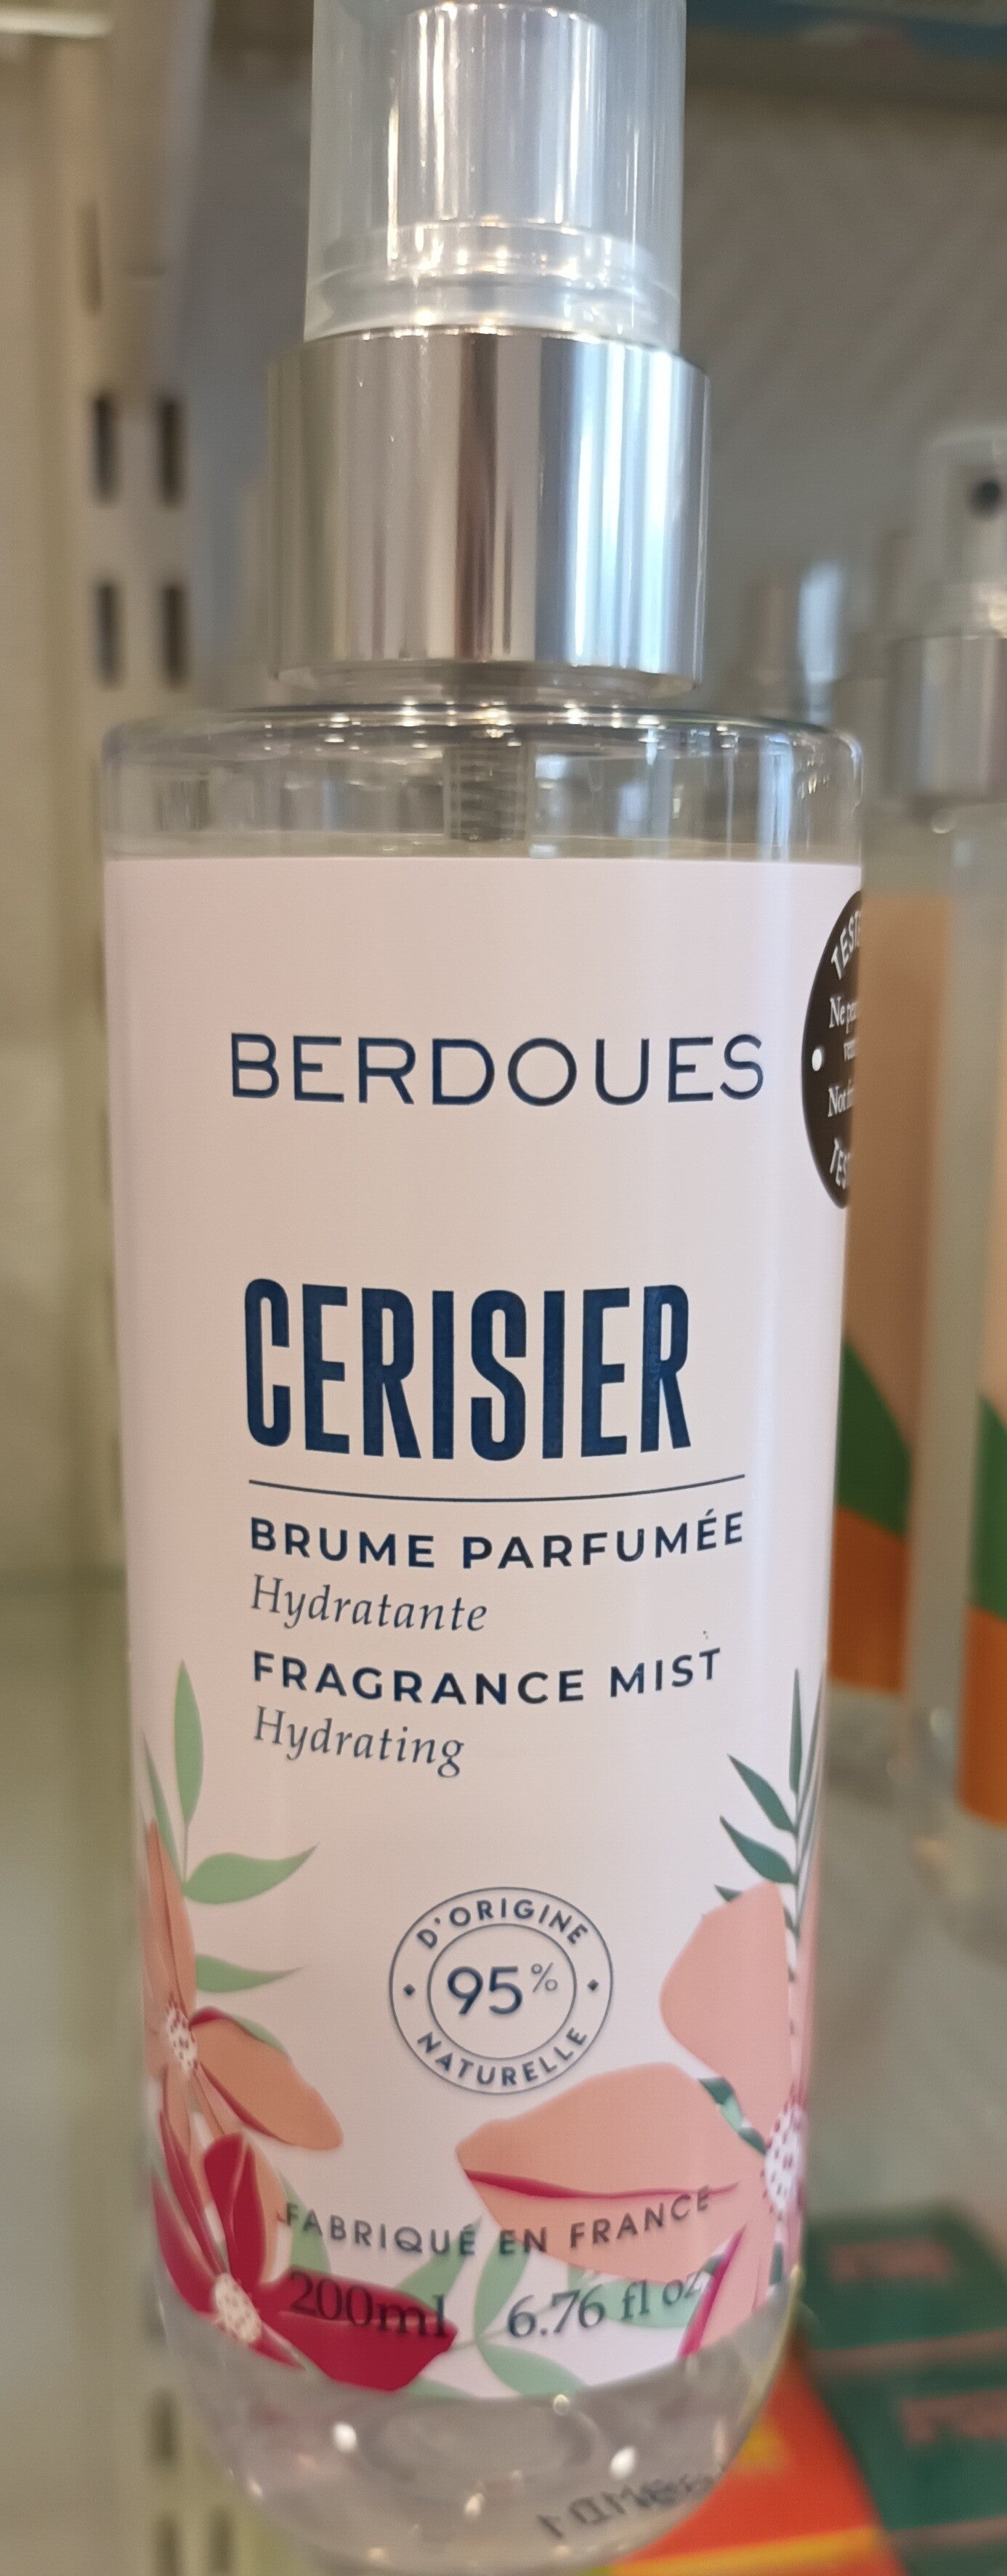 BERDOUES
CERISIER
BRUME PARFUMÉE
Hydratante
FRAGRANCE MIST
Hydrating
D'ORIGINE
95%
NATURELLE
FABRIQUÉ EN FRANCE
200ml 6.76 fl oz
Ne